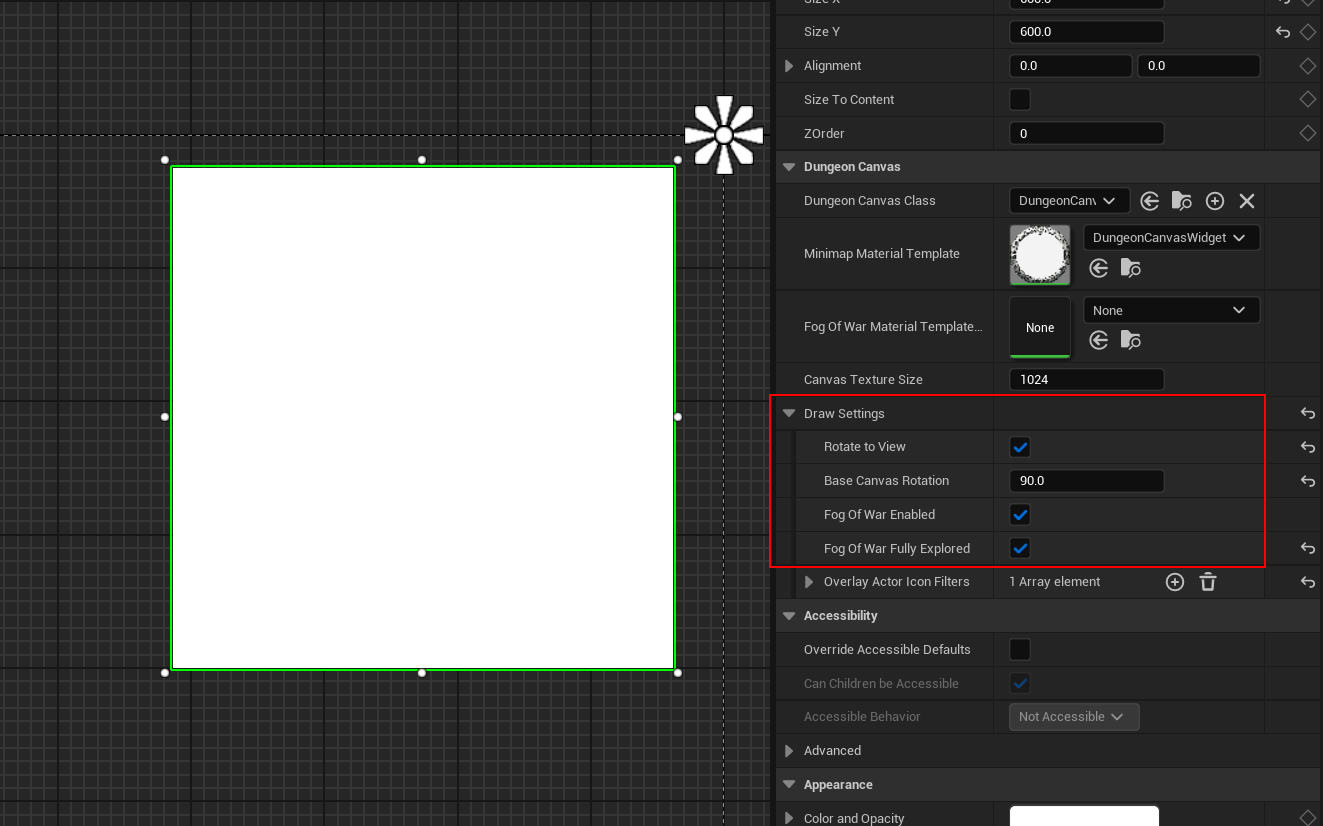 Size Y 600.0
Alignment 0.0 0.0
Size To Content
ZOrder 0
Dungeon Canvas
Dungeon Canvas Class DungeonCanv
Minimap Material Template DungeonCanvasWidget
Fog Of War Material Template... None None
Canvas Texture Size 1024
Draw Settings
Rotate to View
Base Canvas Rotation 90.0
Fog Of War Enabled
Fog Of War Fully Explored
Overlay Actor Icon Filters 1 Array element
Accessibility
Override Accessible Defaults
Can Children be Accessible
Accessible Behavior Not Accessible
Advanced
Appearance
Color and Opacity